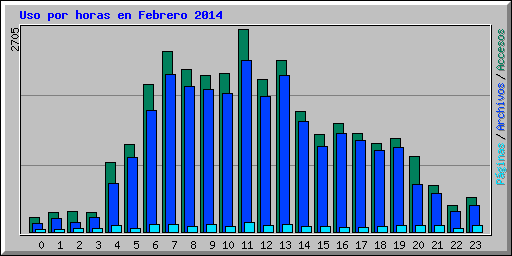 Uso por horas en Febrero 2014
2705
Páginas / Archivos / Accesos
0 1 2 3 4 5 6 7 8 9 10 11 12 13 14 15 16 17 18 19 20 21 22 23